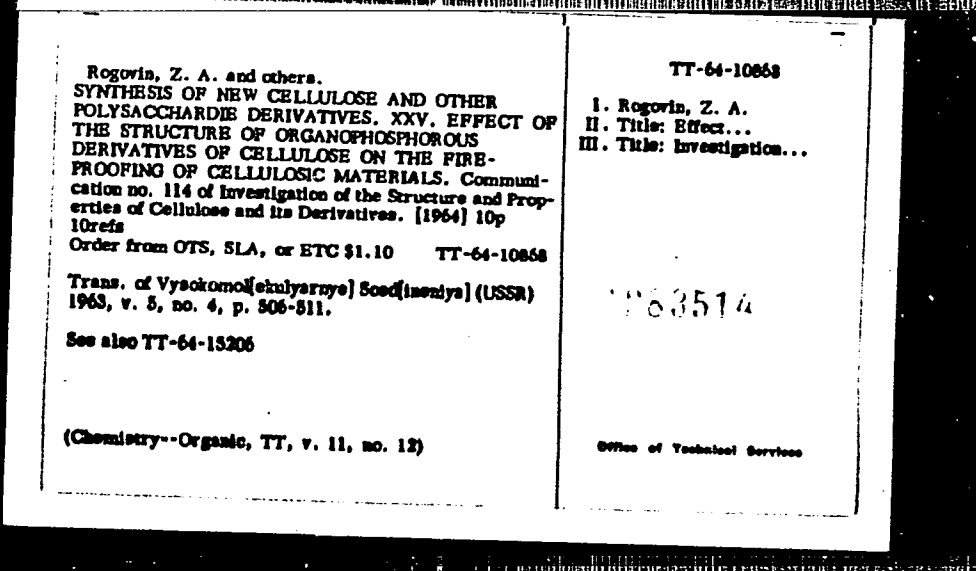 Rogovin, Z. A. and others.
SYNTHESIS OF NEW CELLULOSE AND OTHER
POLYSACCHARDIE DERIVATIVES. XXV. EFFECT OF
THE STRUCTURE OF ORGANOPHOSPHOROUS
DERIVATIVES OF CELLULOSE ON THE FIRE-
PROOFING OF CELLULOSIC MATERIALS. Communi-
cation no. 114 of Investigation of the Structure and Prop-
erties of Cellulose and its Derivatives. [1964] 10p
10refs
Order from OTS, SLA, or ETC $1.10 TT-64-10868
Trans. of Vysokomol[ekulyarnye] Soed[ineniya] (USSR)
1963, v. 5, no. 4, p. 506-511.
See also TT-64-15206
(Chemistry--Organic, TT, v. 11, no. 12)
TT-64-10868
I. Rogovin, Z. A.
II. Title: Effect...
III. Title: Investigation...
Office of Technical Services